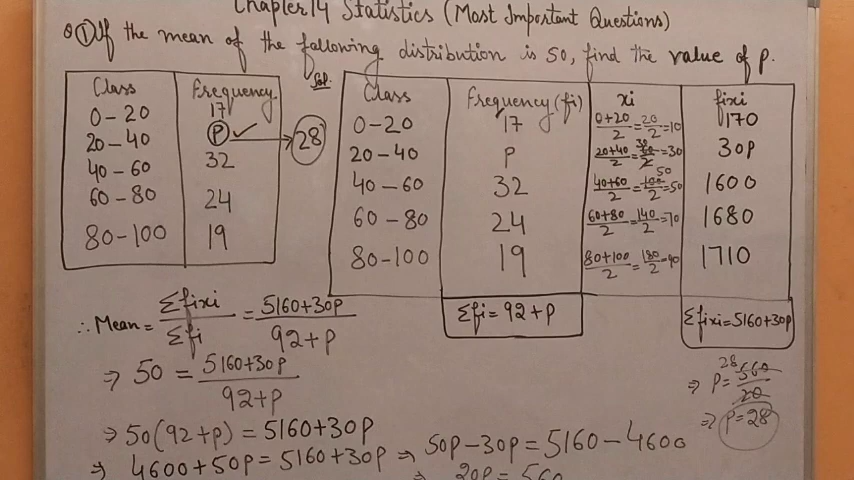 Chapter 14 Statistics (Most Important Questions)
Q ① If the mean of the following distribution is 50, find the value of P.
Class Frequency
0-20 17
20-40 P ✓ → 28
40-60 32
60-80 24
80-100 19
Sol.
Class Frequency (fi) xi fixi
0-20 17 0+20/2 = 20/2 = 10 170
20-40 P 20+40/2 = 60/2 = 30 30P
40-60 32 40+60/2 = 100/2 = 50 1600
60-80 24 60+80/2 = 140/2 = 70 1680
80-100 19 80+100/2 = 180/2 = 90 1710
Σfi = 92+P Σfixi = 5160+30P
∴ Mean = Σfixi/Σfi = 5160+30P/92+P
⇒ 50 = 5160+30P/92+P
⇒ 50(92+P) = 5160+30P
⇒ 4600+50P = 5160+30P
⇒ 50P-30P = 5160-4600
⇒ 20P = 560
⇒ P = 560/20 28
⇒ P = 28